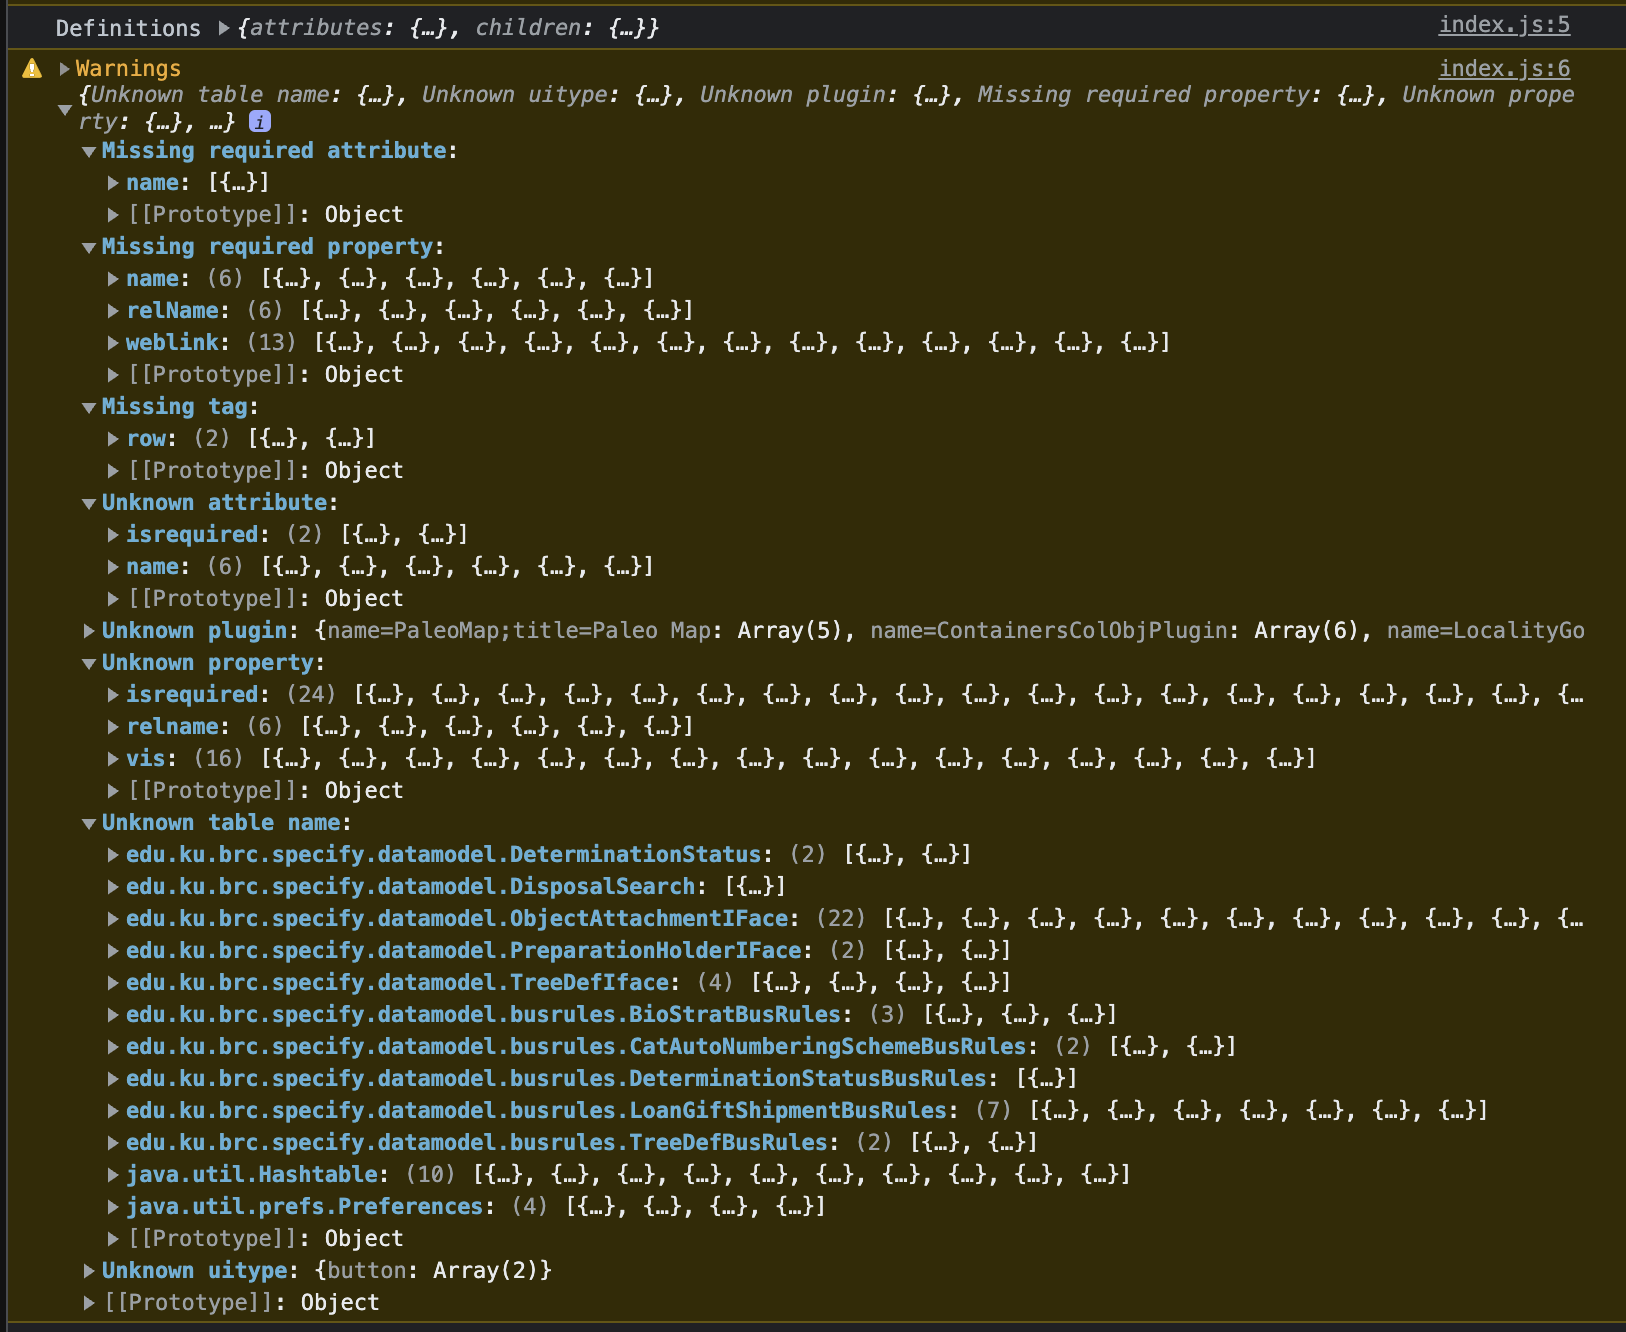 Definitions ▶{attributes: {…}, children: {…}} index.js:5
▶Warnings index.js:6
{Unknown table name: {…}, Unknown uitype: {…}, Unknown plugin: {…}, Missing required property: {…}, Unknown prope
▼rty: {…}, …} i
▼Missing required attribute:
▶name: [{…}]
▶[[Prototype]]: Object
▼Missing required property:
▶name: (6) [{…}, {…}, {…}, {…}, {…}, {…}]
▶relName: (6) [{…}, {…}, {…}, {…}, {…}, {…}]
▶weblink: (13) [{…}, {…}, {…}, {…}, {…}, {…}, {…}, {…}, {…}, {…}, {…}, {…}, {…}]
▶[[Prototype]]: Object
▼Missing tag:
▶row: (2) [{…}, {…}]
▶[[Prototype]]: Object
▼Unknown attribute:
▶isrequired: (2) [{…}, {…}]
▶name: (6) [{…}, {…}, {…}, {…}, {…}, {…}]
▶[[Prototype]]: Object
▶Unknown plugin: {name=PaleoMap;title=Paleo Map: Array(5), name=ContainersColObjPlugin: Array(6), name=LocalityGo
▼Unknown property:
▶isrequired: (24) [{…}, {…}, {…}, {…}, {…}, {…}, {…}, {…}, {…}, {…}, {…}, {…}, {…}, {…}, {…}, {…}, {…}, {…}, {…
▶relname: (6) [{…}, {…}, {…}, {…}, {…}, {…}]
▶vis: (16) [{…}, {…}, {…}, {…}, {…}, {…}, {…}, {…}, {…}, {…}, {…}, {…}, {…}, {…}, {…}, {…}]
▶[[Prototype]]: Object
▼Unknown table name:
▶edu.ku.brc.specify.datamodel.DeterminationStatus: (2) [{…}, {…}]
▶edu.ku.brc.specify.datamodel.DisposalSearch: [{…}]
▶edu.ku.brc.specify.datamodel.ObjectAttachmentIFace: (22) [{…}, {…}, {…}, {…}, {…}, {…}, {…}, {…}, {…}, {…}, {…
▶edu.ku.brc.specify.datamodel.PreparationHolderIFace: (2) [{…}, {…}]
▶edu.ku.brc.specify.datamodel.TreeDefIface: (4) [{…}, {…}, {…}, {…}]
▶edu.ku.brc.specify.datamodel.busrules.BioStratBusRules: (3) [{…}, {…}, {…}]
▶edu.ku.brc.specify.datamodel.busrules.CatAutoNumberingSchemeBusRules: (2) [{…}, {…}]
▶edu.ku.brc.specify.datamodel.busrules.DeterminationStatusBusRules: [{…}]
▶edu.ku.brc.specify.datamodel.busrules.LoanGiftShipmentBusRules: (7) [{…}, {…}, {…}, {…}, {…}, {…}, {…}]
▶edu.ku.brc.specify.datamodel.busrules.TreeDefBusRules: (2) [{…}, {…}]
▶java.util.Hashtable: (10) [{…}, {…}, {…}, {…}, {…}, {…}, {…}, {…}, {…}, {…}]
▶java.util.prefs.Preferences: (4) [{…}, {…}, {…}, {…}]
▶[[Prototype]]: Object
▶Unknown uitype: {button: Array(2)}
▶[[Prototype]]: Object